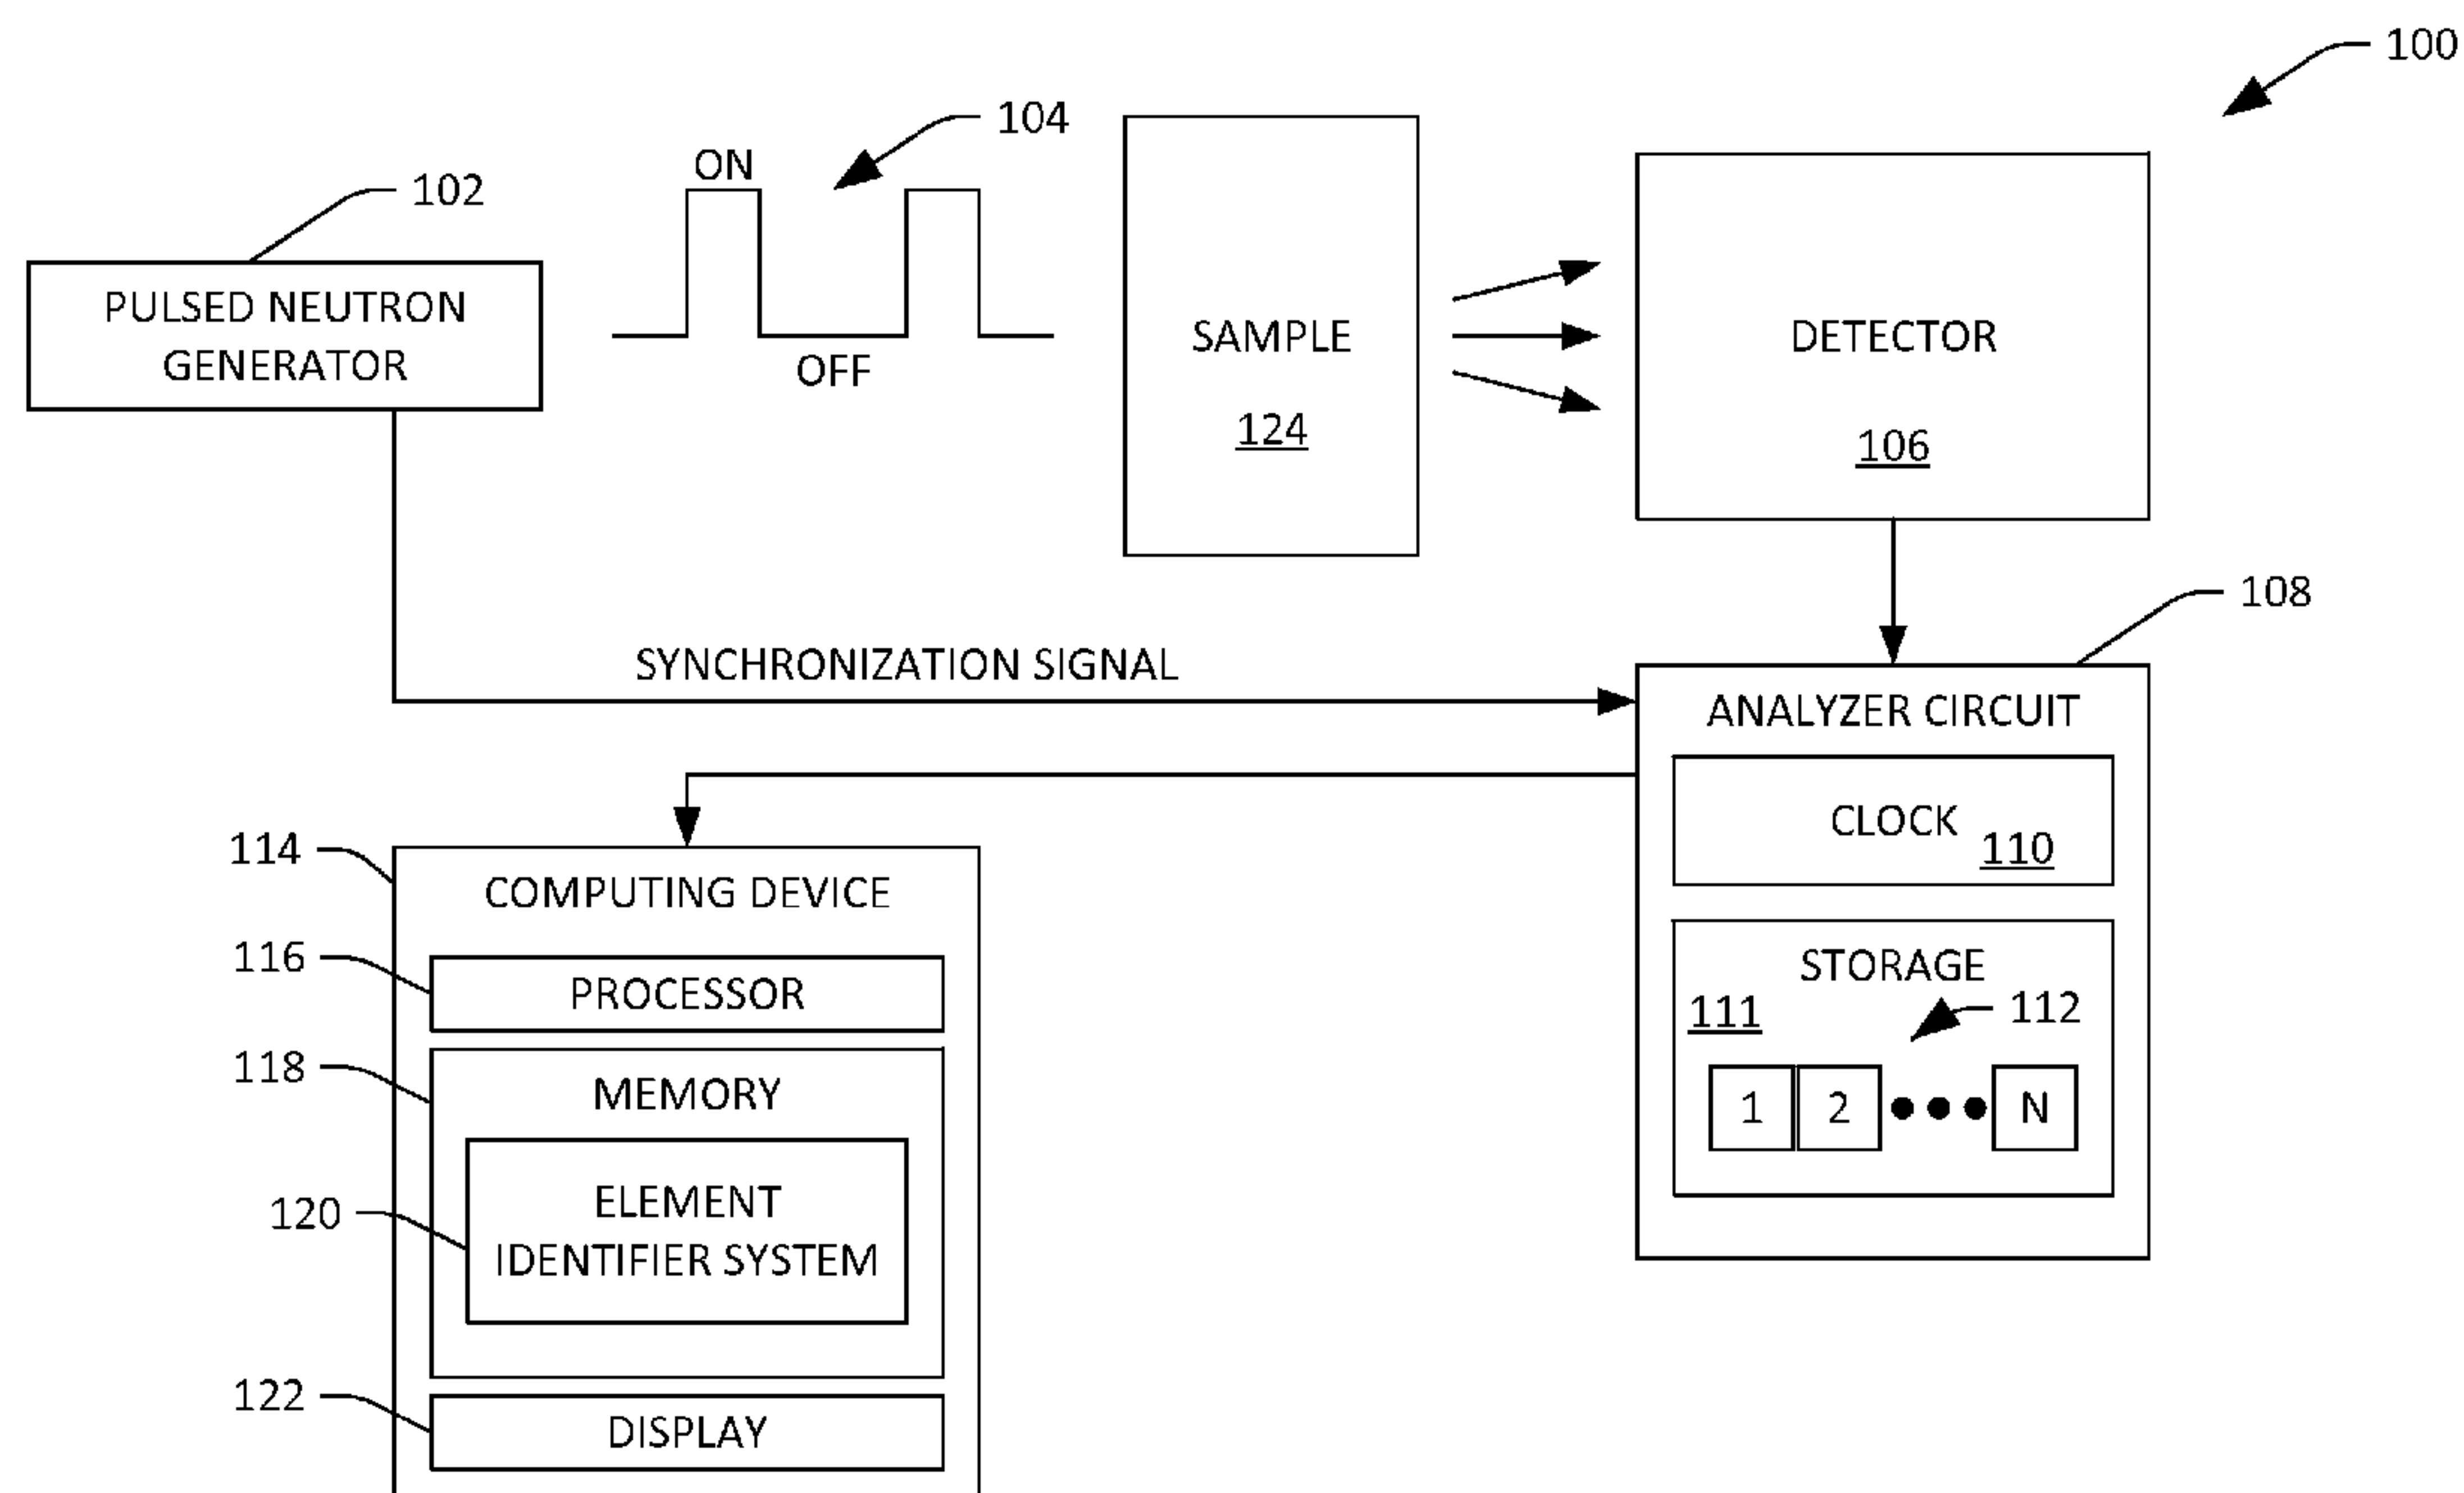 100
104
ON
102
PULSED NEUTRON
GENERATOR
OFF
SAMPLE
124
DETECTOR
106
108
SYNCHRONIZATION SIGNAL
ANALYZER CIRCUIT
CLOCK
110
STORAGE
111
112
1 2 N
114
COMPUTING DEVICE
116
PROCESSOR
118
MEMORY
120
ELEMENT
IDENTIFIER SYSTEM
122
DISPLAY